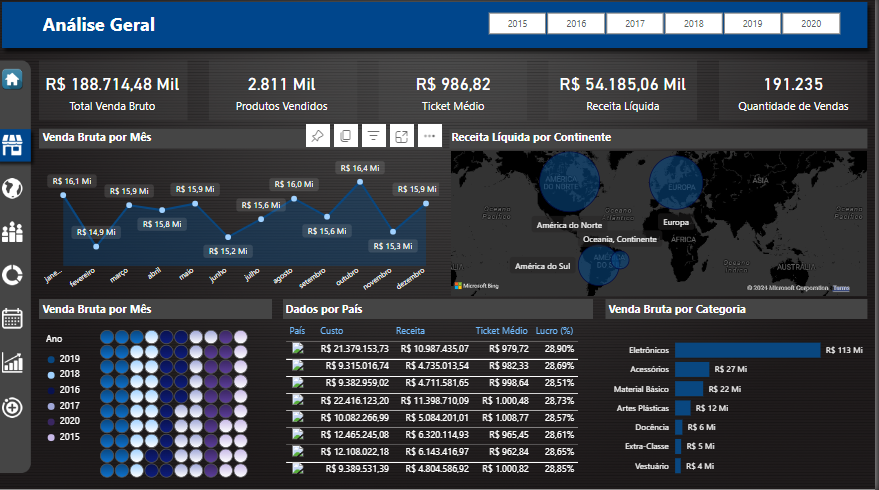 Análise Geral
2015 2016 2017 2018 2019 2020
R$ 188.714,48 Mil
Total Venda Bruto
2.811 Mil
Produtos Vendidos
R$ 986,82
Ticket Médio
R$ 54.185,06 Mil
Receita Líquida
191.235
Quantidade de Vendas
Venda Bruta por Mês
R$ 16,1 Mi
R$ 14,9 Mi
R$ 15,9 Mi
R$ 15,8 Mi
R$ 15,9 Mi
R$ 15,2 Mi
R$ 15,6 Mi
R$ 16,0 Mi
R$ 15,6 Mi
R$ 16,4 Mi
R$ 15,3 Mi
R$ 15,9 Mi
jane...
fevereiro
março
abril
maio
junho
julho
agosto
setembro
outubro
novembro
dezembro
Receita Líquida por Continente
AMÉRICA
DO NORTE
EUROPA
ÁSIA
Oceano
Pacífico
Oceano
Atlântico
Oceano
Pacífico
América do Norte
Europa
Oceania, Continente
ÁFRICA
América do Sul
Oceano
Índico
AUSTRÁLIA
Microsoft Bing
© 2024 Microsoft Corporation Terms
Venda Bruta por Mês
Ano
2019
2018
2016
2017
2020
2015
Dados por País
País Custo Receita Ticket Médio Lucro (%)
R$ 21.379.153,73 R$ 10.987.435,07 R$ 979,72 28,90%
R$ 9.315.016,74 R$ 4.735.013,54 R$ 982,33 28,69%
R$ 9.382.959,02 R$ 4.711.581,65 R$ 998,64 28,51%
R$ 22.416.123,20 R$ 11.398.710,09 R$ 1.000,48 28,73%
R$ 10.082.266,99 R$ 5.084.201,01 R$ 1.008,77 28,57%
R$ 12.465.245,08 R$ 6.320.114,93 R$ 965,45 28,61%
R$ 12.108.022,18 R$ 6.143.416,97 R$ 962,84 28,65%
R$ 9.389.531,39 R$ 4.804.586,92 R$ 1.000,82 28,85%
Venda Bruta por Categoria
Eletrônicos R$ 113 Mi
Acessórios R$ 27 Mi
Material Básico R$ 22 Mi
Artes Plásticas R$ 12 Mi
Docência R$ 6 Mi
Extra-Classe R$ 5 Mi
Vestuário R$ 4 Mi